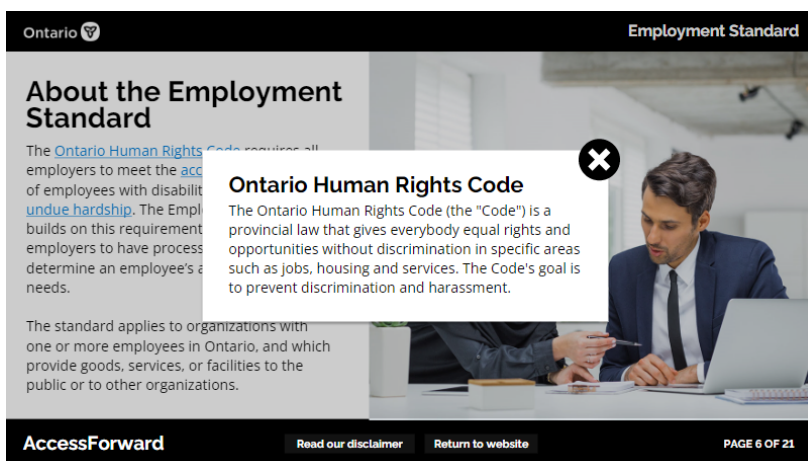 Ontario
Employment Standard
About the Employment
Standard
The Ontario Human Rights Code requires all
employers to meet the acc
of employees with disabilit
undue hardship. The Empl
builds on this requirement
employers to have process
determine an employee's a
needs.
The standard applies to organizations with
one or more employees in Ontario, and which
provide goods, services, or facilities to the
public or to other organizations.
Ontario Human Rights Code
The Ontario Human Rights Code (the "Code") is a
provincial law that gives everybody equal rights and
opportunities without discrimination in specific areas
such as jobs, housing and services. The Code's goal is
to prevent discrimination and harassment.
AccessForward
Read our disclaimer
Return to website
PAGE 6 OF 21